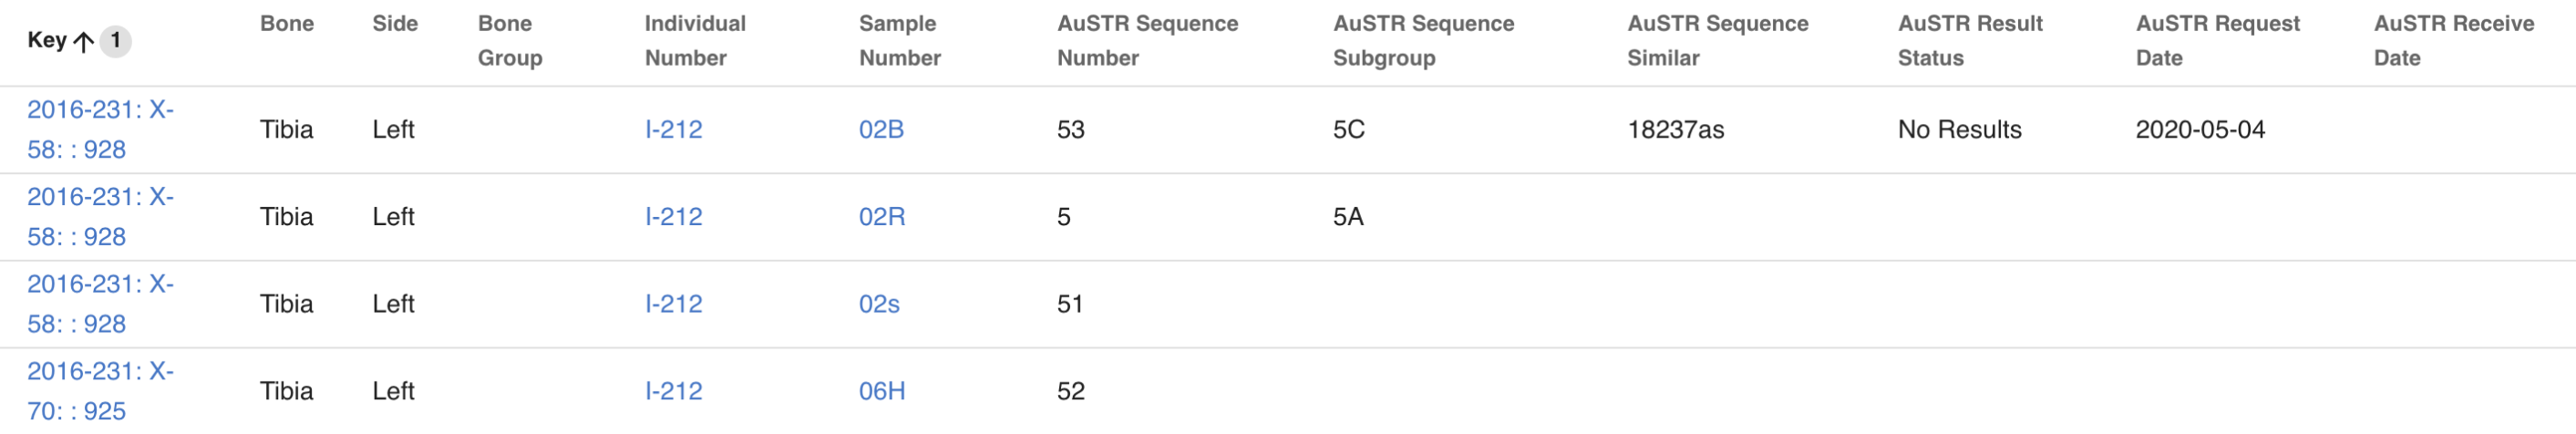 Key ↑ 1 Bone Side Bone Group Individual Number Sample Number AuSTR Sequence Number AuSTR Sequence Subgroup AuSTR Sequence Similar AuSTR Result Status AuSTR Request Date AuSTR Receive Date
2016-231: X-58: : 928 Tibia Left I-212 02B 53 5C 18237as No Results 2020-05-04
2016-231: X-58: : 928 Tibia Left I-212 02R 5 5A
2016-231: X-58: : 928 Tibia Left I-212 02s 51
2016-231: X-70: : 925 Tibia Left I-212 06H 52